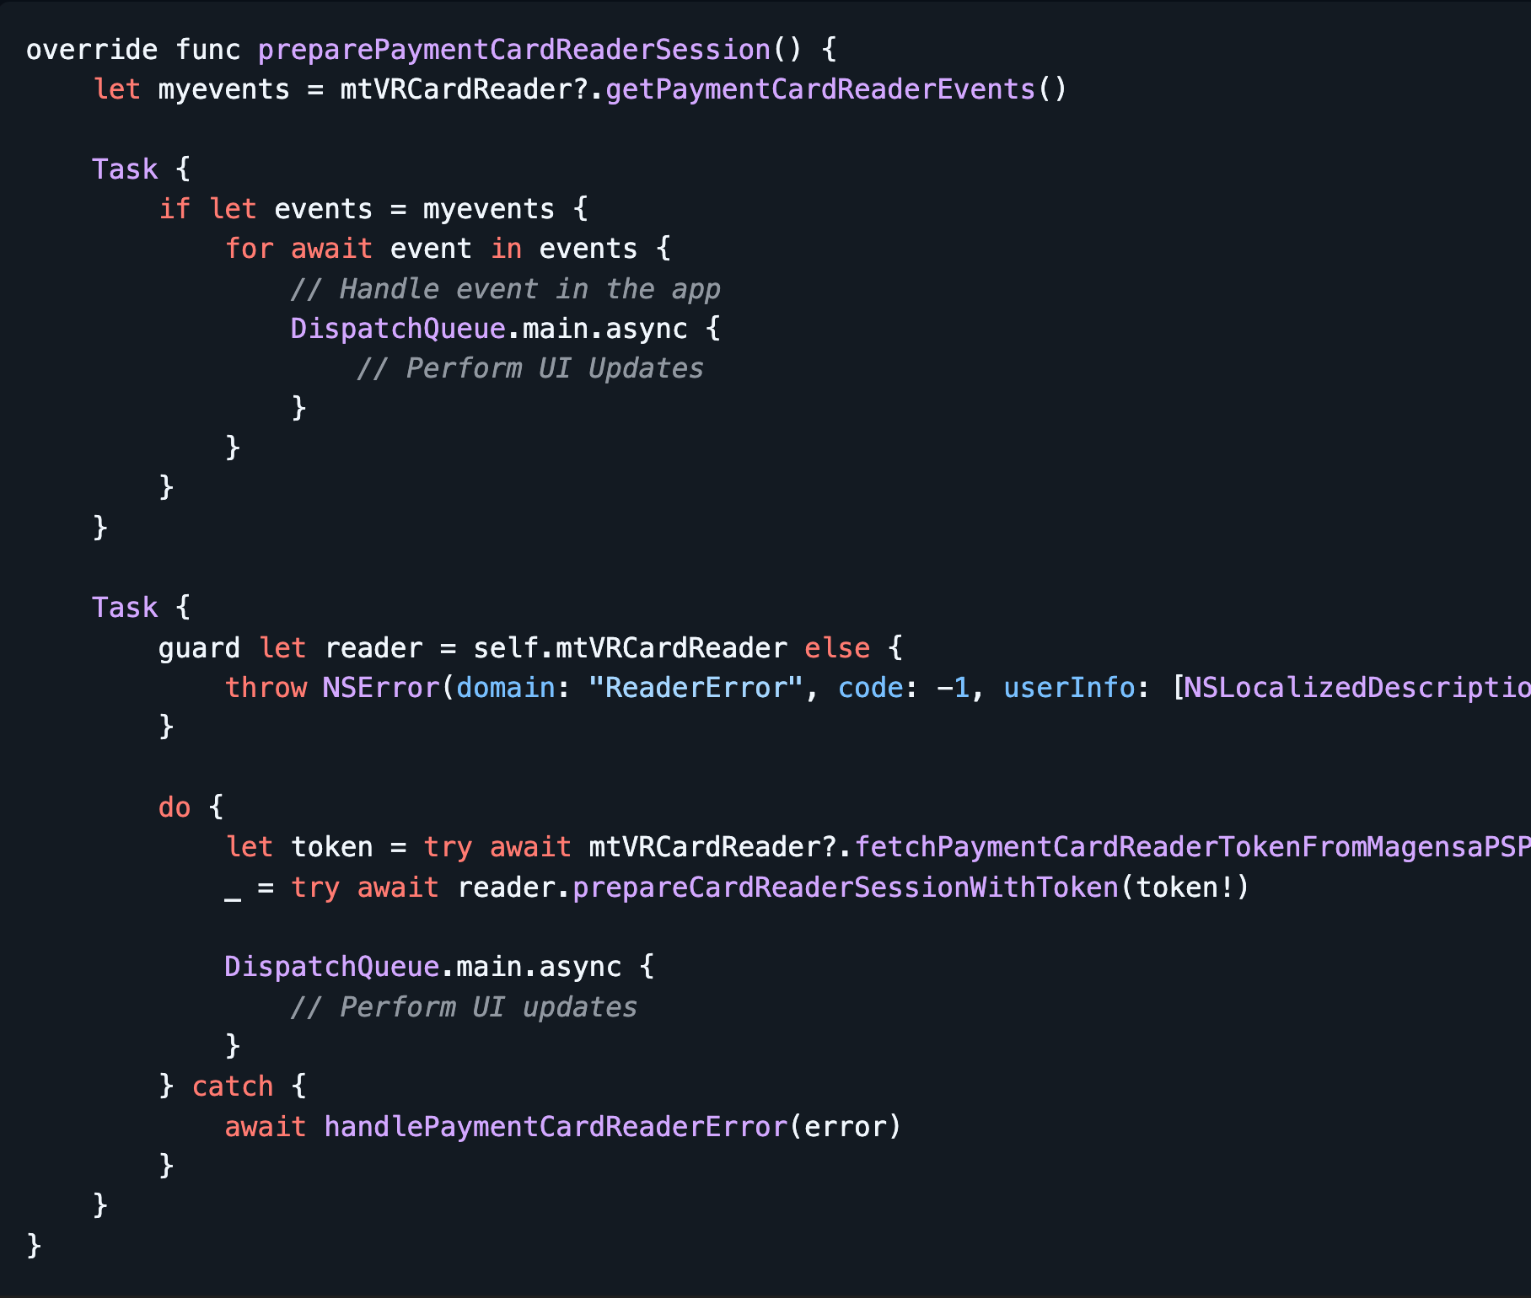 override func preparePaymentCardReaderSession() {
    let myevents = mtVRCardReader?.getPaymentCardReaderEvents()

    Task {
        if let events = myevents {
            for await event in events {
                // Handle event in the app
                DispatchQueue.main.async {
                    // Perform UI Updates
                }
            }
        }
    }

    Task {
        guard let reader = self.mtVRCardReader else {
            throw NSError(domain: "ReaderError", code: -1, userInfo: [NSLocalizedDescriptio
        }

        do {
            let token = try await mtVRCardReader?.fetchPaymentCardReaderTokenFromMagensaPSP
            _ = try await reader.prepareCardReaderSessionWithToken(token!)

            DispatchQueue.main.async {
                // Perform UI updates
            }
        } catch {
            await handlePaymentCardReaderError(error)
        }
    }
}